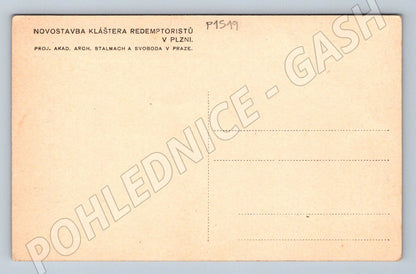 NOVOSTAVBA KLÁŠTERA REDEMPTORISTŮ
V PLZNI.
PROJ. AKAD. ARCH. STALMACH A SVOBODA V PRAZE.
P1519
POHLEDNICE - GASH